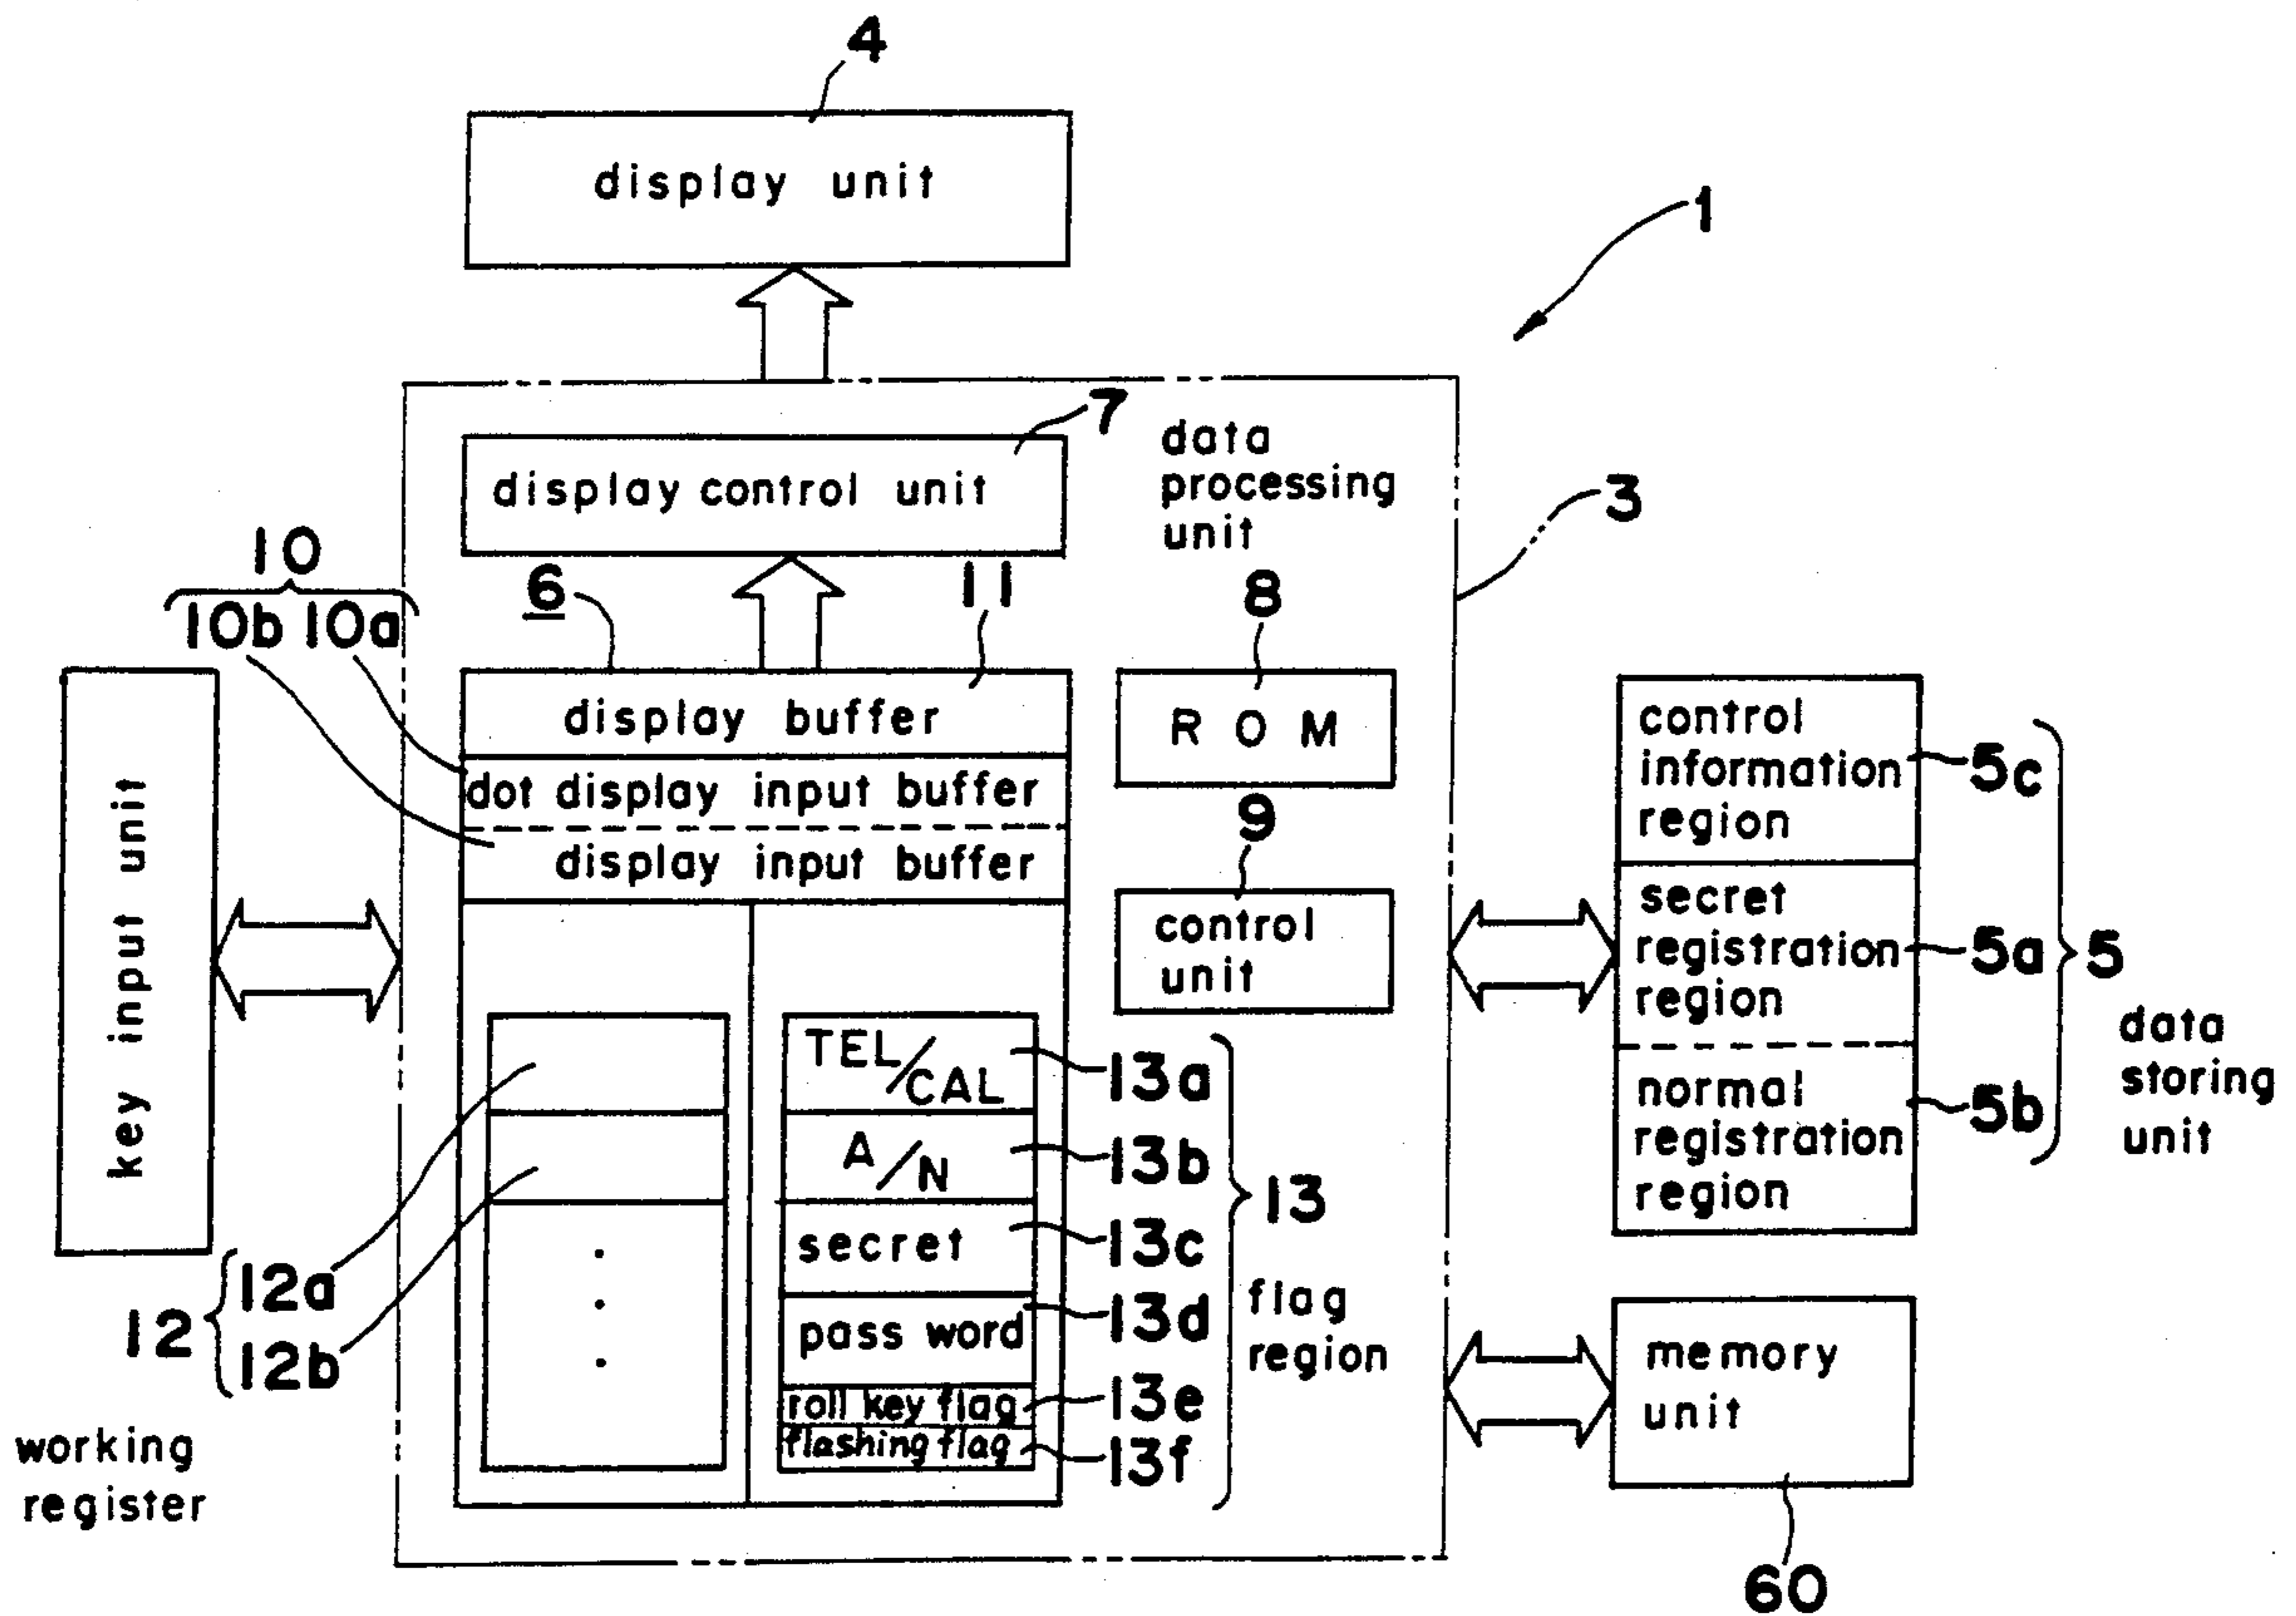 4
display unit
1
7
display control unit
data
processing
unit
3
10
10b 10a
6
11
8
display buffer
R O M
dot display input buffer
display input buffer
9
control
unit
key input unit
control
information
region
5c
secret
registration
region
5a
5
normal
registration
region
5b
data
storing
unit
TEL/CAL
13a
A/N
13b
secret
13c
pass word
13d
roll key flag
13e
flashing flag
13f
13
flag
region
12
12a
12b
working
register
memory
unit
60